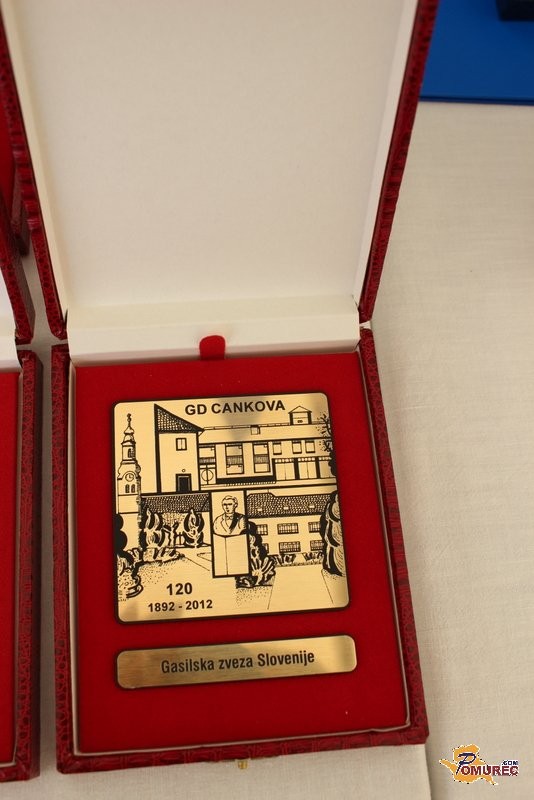 GD CANKOVA
120
1892 - 2012
Gasilska zveza Slovenije
POMUREC.COM